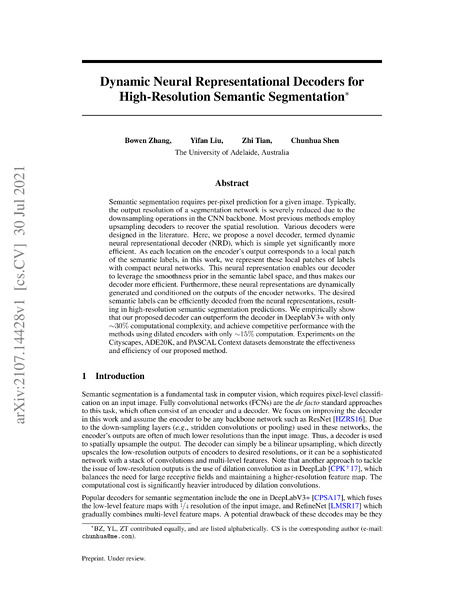 arXiv:2107.14428v1 [cs.CV] 30 Jul 2021
Dynamic Neural Representational Decoders for
High-Resolution Semantic Segmentation*
Bowen Zhang, Yifan Liu, Zhi Tian, Chunhua Shen
The University of Adelaide, Australia
Abstract
Semantic segmentation requires per-pixel prediction for a given image. Typically,
the output resolution of a segmentation network is severely reduced due to the
downsampling operations in the CNN backbone. Most previous methods employ
upsampling decoders to recover the spatial resolution. Various decoders were
designed in the literature. Here, we propose a novel decoder, termed dynamic
neural representational decoder (NRD), which is simple yet significantly more
efficient. As each location on the encoder's output corresponds to a local patch
of the semantic labels, in this work, we represent these local patches of labels
with compact neural networks. This neural representation enables our decoder
to leverage the smoothness prior in the semantic label space, and thus makes our
decoder more efficient. Furthermore, these neural representations are dynamically
generated and conditioned on the outputs of the encoder networks. The desired
semantic labels can be efficiently decoded from the neural representations, result-
ing in high-resolution semantic segmentation predictions. We empirically show
that our proposed decoder can outperform the decoder in DeeplabV3+ with only
~30% computational complexity, and achieve competitive performance with the
methods using dilated encoders with only ~15% computation. Experiments on the
Cityscapes, ADE20K, and PASCAL Context datasets demonstrate the effectiveness
and efficiency of our proposed method.
1 Introduction
Semantic segmentation is a fundamental task in computer vision, which requires pixel-level classifi-
cation on an input image. Fully convolutional networks (FCNs) are the de facto standard approaches
to this task, which often consist of an encoder and a decoder. We focus on improving the decoder
in this work and assume the encoder to be any backbone network such as ResNet [HZRS16]. Due
to the down-sampling layers (e.g., stridden convolutions or pooling) used in these networks, the
encoder's outputs are often of much lower resolutions than the input image. Thus, a decoder is used
to spatially upsample the output. The decoder can simply be a bilinear upsampling, which directly
upscales the low-resolution outputs of encoders to desired resolutions, or it can be a sophisticated
network with a stack of convolutions and multi-level features. Note that another approach to tackle
the issue of low-resolution outputs is the use of dilation convolution as in DeepLab [CPK+17], which
balances the need for large receptive fields and maintaining a higher-resolution feature map. The
computational cost is significantly heavier introduced by dilation convolutions.
Popular decoders for semantic segmentation include the one in DeepLabV3+ [CPSA17], which fuses
the low-level feature maps with 1/4 resolution of the input image, and RefineNet [LMSR17] which
gradually combines multi-level feature maps. A potential drawback of these decodes may be they
*BZ, YL, ZT contributed equally, and are listed alphabetically. CS is the corresponding author (e-mail:
chunhua@me.com).
Preprint. Under review.